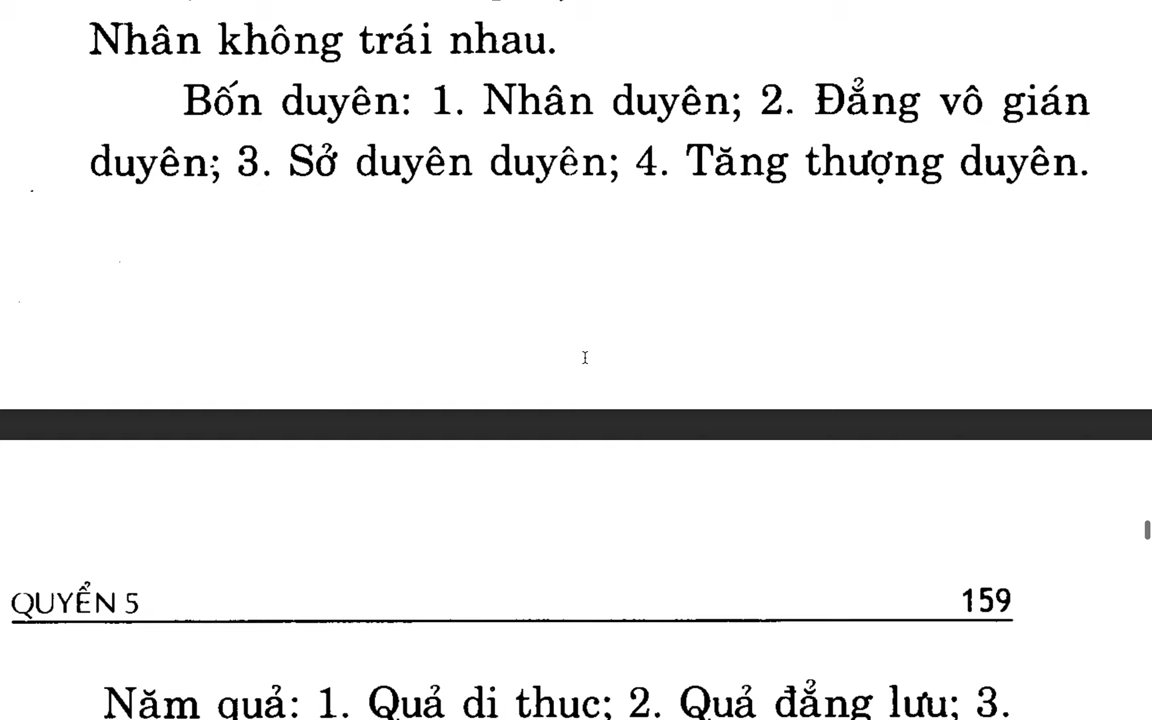 Nhân không trái nhau.
Bốn duyên: 1. Nhân duyên; 2. Đẳng vô gián
duyên; 3. Sở duyên duyên; 4. Tăng thượng duyên.
QUYỂN 5 159
Năm quả: 1. Quả dị thục; 2. Quả đẳng lưu; 3.